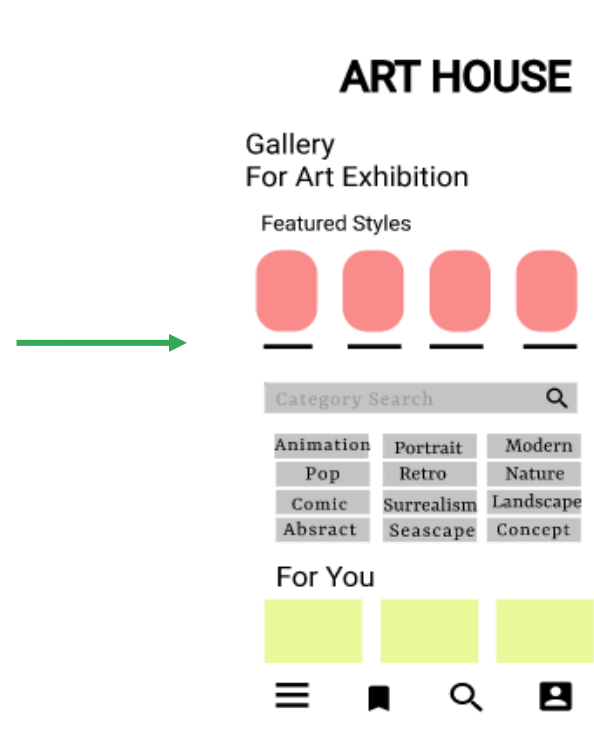 ART HOUSE
Gallery
For Art Exhibition
Featured Styles
Category Search
Animation Portrait Modern
Pop Retro Nature
Comic Surrealism Landscape
Absract Seascape Concept
For You